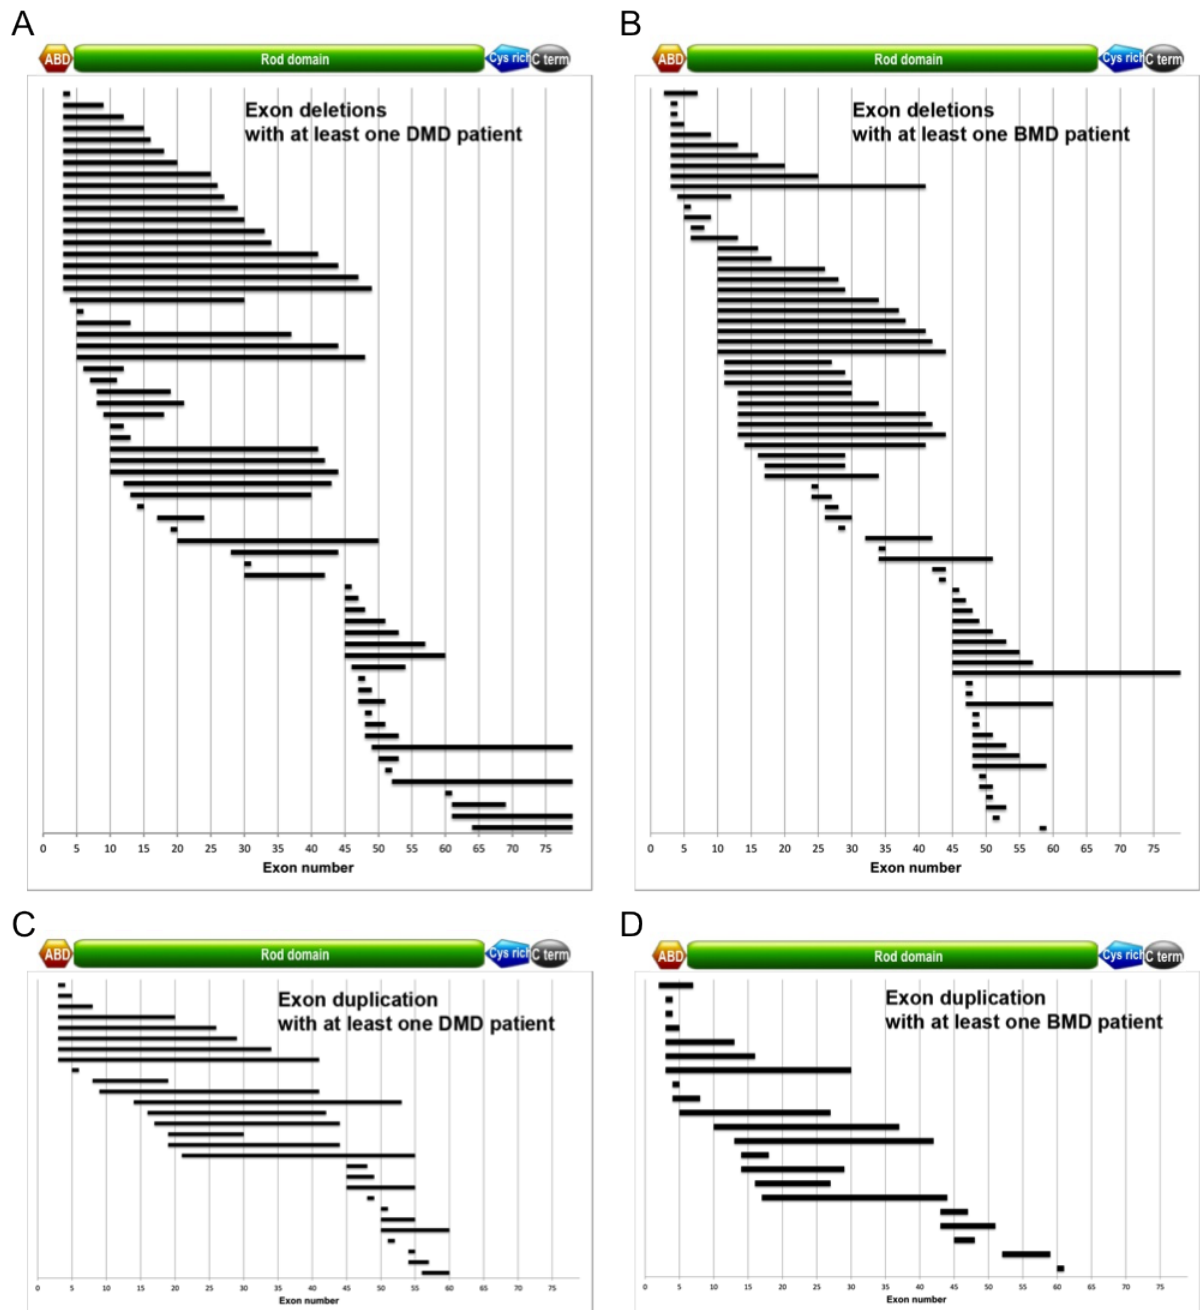 A
ABD Rod domain Cys rich C term
Exon deletions
with at least one DMD patient
0 5 10 15 20 25 30 35 40 45 50 55 60 65 70 75
Exon number
B
ABD Rod domain Cys rich C term
Exon deletions
with at least one BMD patient
0 5 10 15 20 25 30 35 40 45 50 55 60 65 70 75
Exon number
C
ABD Rod domain Cys rich C term
Exon duplication
with at least one DMD patient
0 5 10 15 20 25 30 35 40 45 50 55 60 65 70 75
Exon number
D
ABD Rod domain Cys rich C term
Exon duplication
with at least one BMD patient
0 5 10 15 20 25 30 35 40 45 50 55 60 65 70 75
Exon number